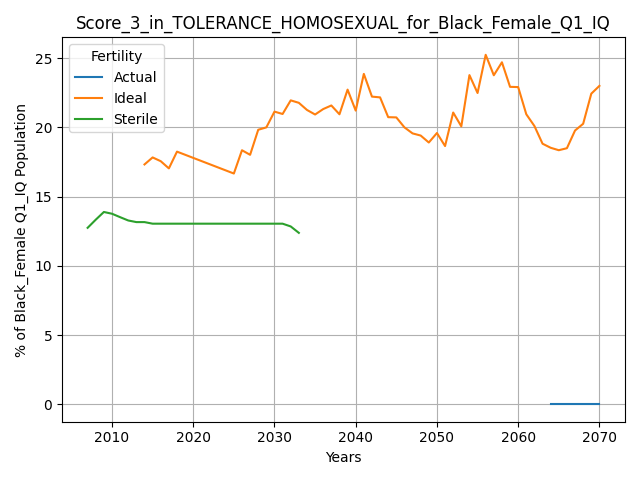 Score_3_in_TOLERANCE_HOMOSEXUAL_for_Black_Female_Q1_IQ
Fertility
Actual
Ideal
Sterile
% of Black_Female Q1_IQ Population
25
20
15
10
5
0
2010 2020 2030 2040 2050 2060 2070
Years